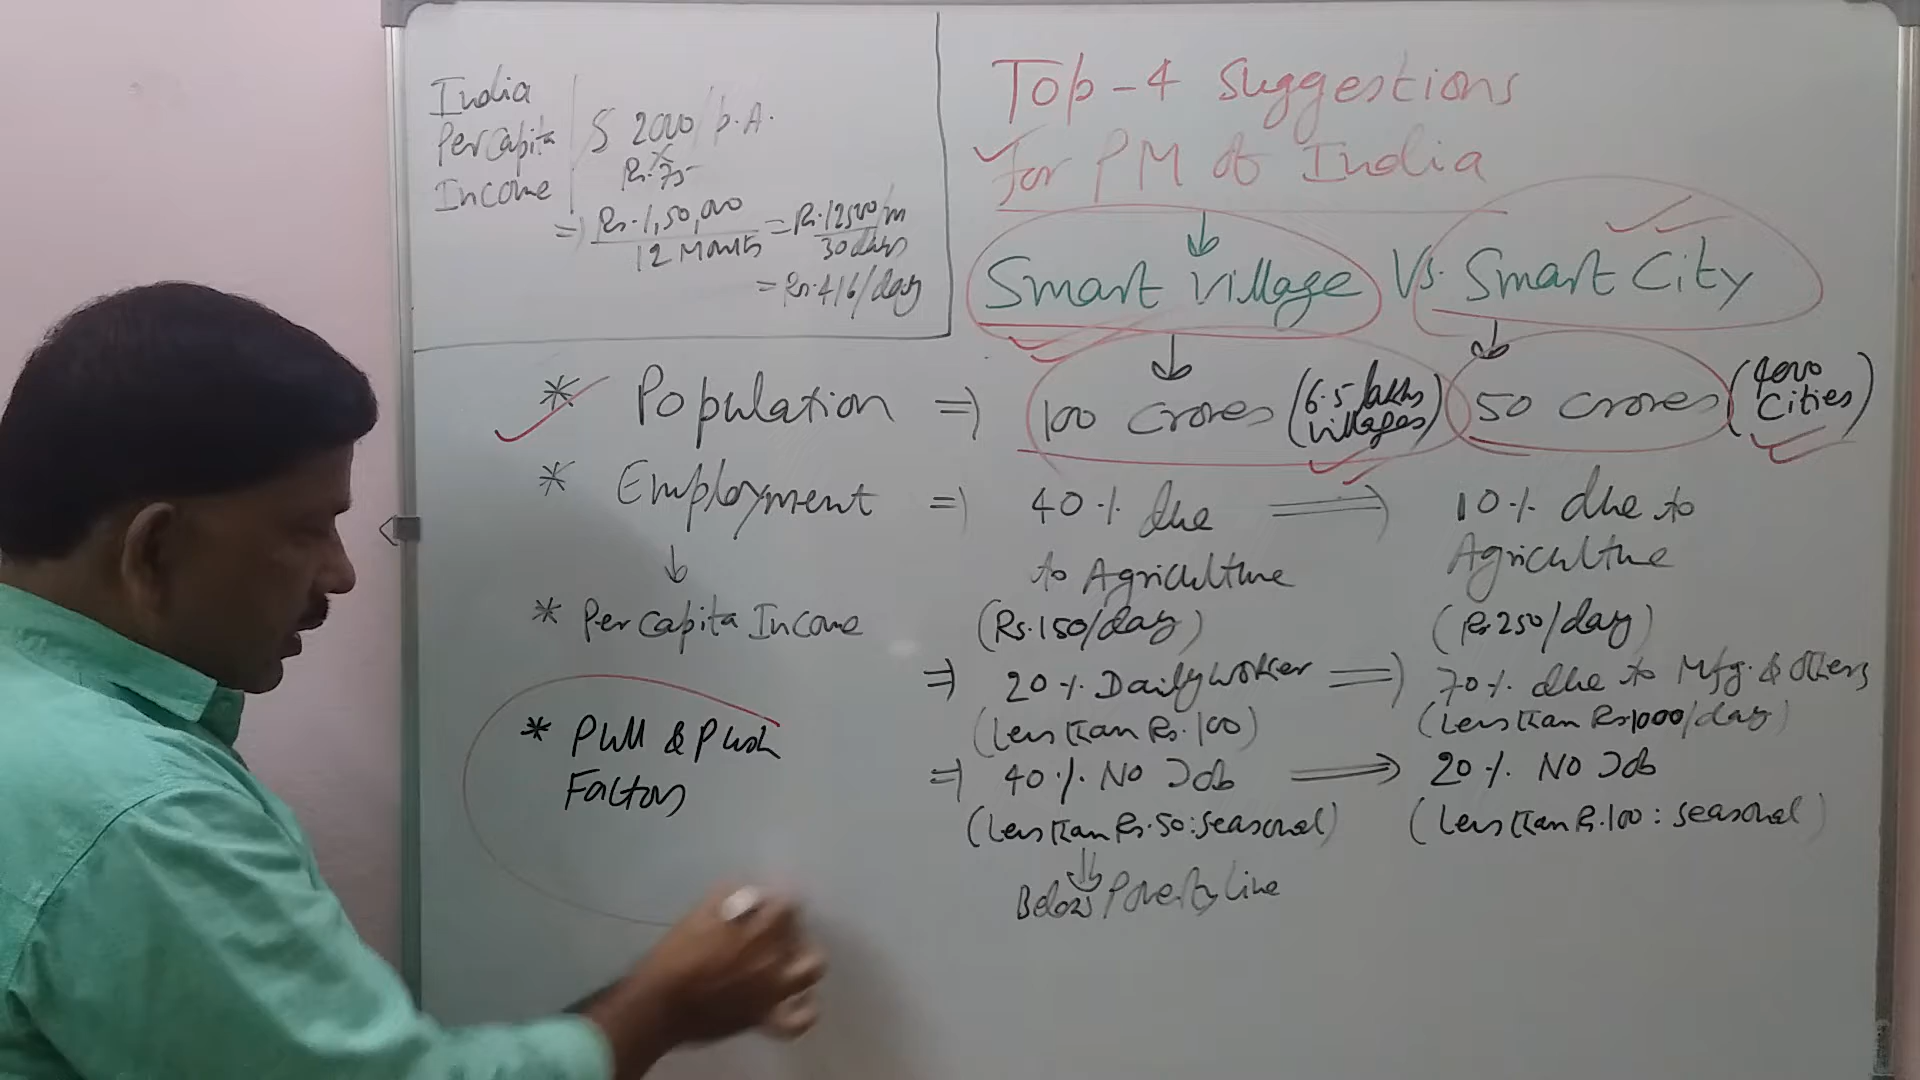 India
Per Capita
Income
$ 2000/p.A.
x
Rs.75
=) Rs.1,50,000 = Rs.12500/m
12 Months 30 days
= Rs.416/day
Top-4 Suggestions
for PM of India
Smart Village Vs. Smart City
* Population =) 100 Crores (6.5 lakhs villages) 50 Crores (4000 Cities)
* Employment =) 40% due to Agriculture =) 10% due to Agriculture
* Per Capita Income (Rs.150/day) (Rs 250/day)
=) 20% Daily worker =) 70% due to Mfg. & others
(Less than Rs.100) (Less than Rs1000/day)
* Pull & Push
Factors
=) 40% No Job 20% No Job
(Less than Rs.50:seasonal) (Less than Rs.100: seasonal)
Below Poverty Line